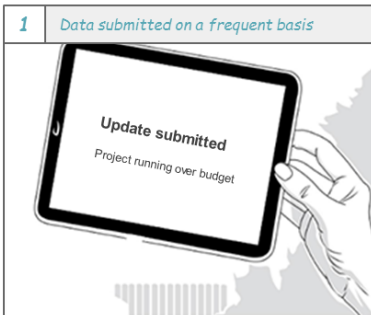 1 Data submitted on a frequent basis
Update submitted
Project running over budget